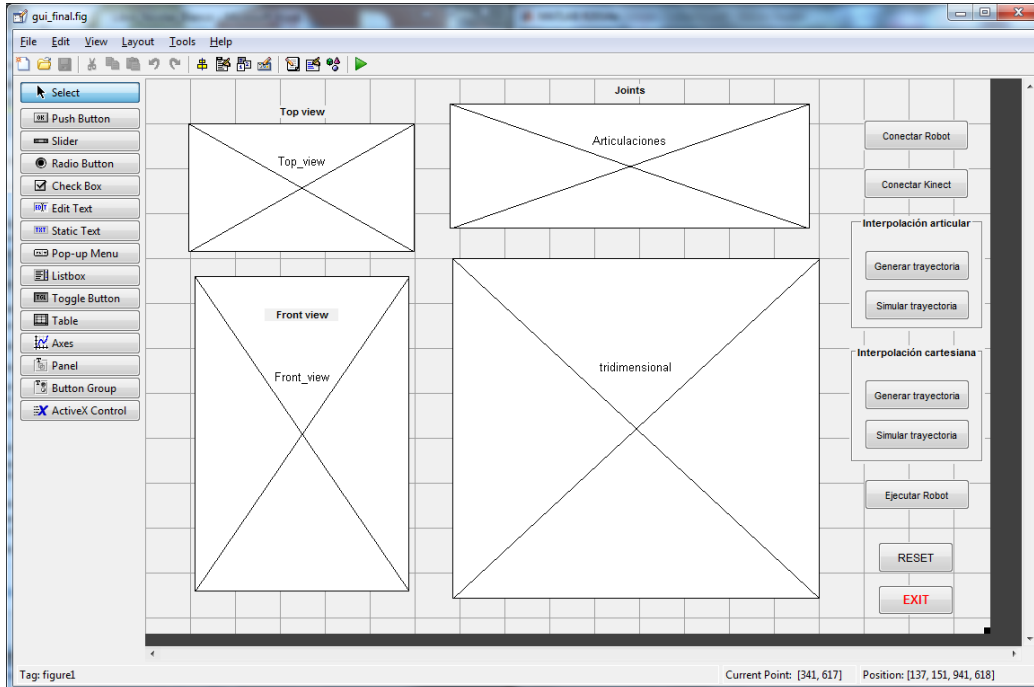 gui_final.fig
File Edit View Layout Tools Help
Select
Push Button
Slider
Radio Button
Check Box
Edit Text
Static Text
Pop-up Menu
Listbox
Toggle Button
Table
Axes
Panel
Button Group
ActiveX Control
Top view
Top_view
Front view
Front_view
Joints
Articulaciones
tridimensional
Conectar Robot
Conectar Kinect
Interpolación articular
Generar trayectoria
Simular trayectoria
Interpolación cartesiana
Generar trayectoria
Simular trayectoria
Ejecutar Robot
RESET
EXIT
Tag: figure1
Current Point: [341, 617]
Position: [137, 151, 941, 618]